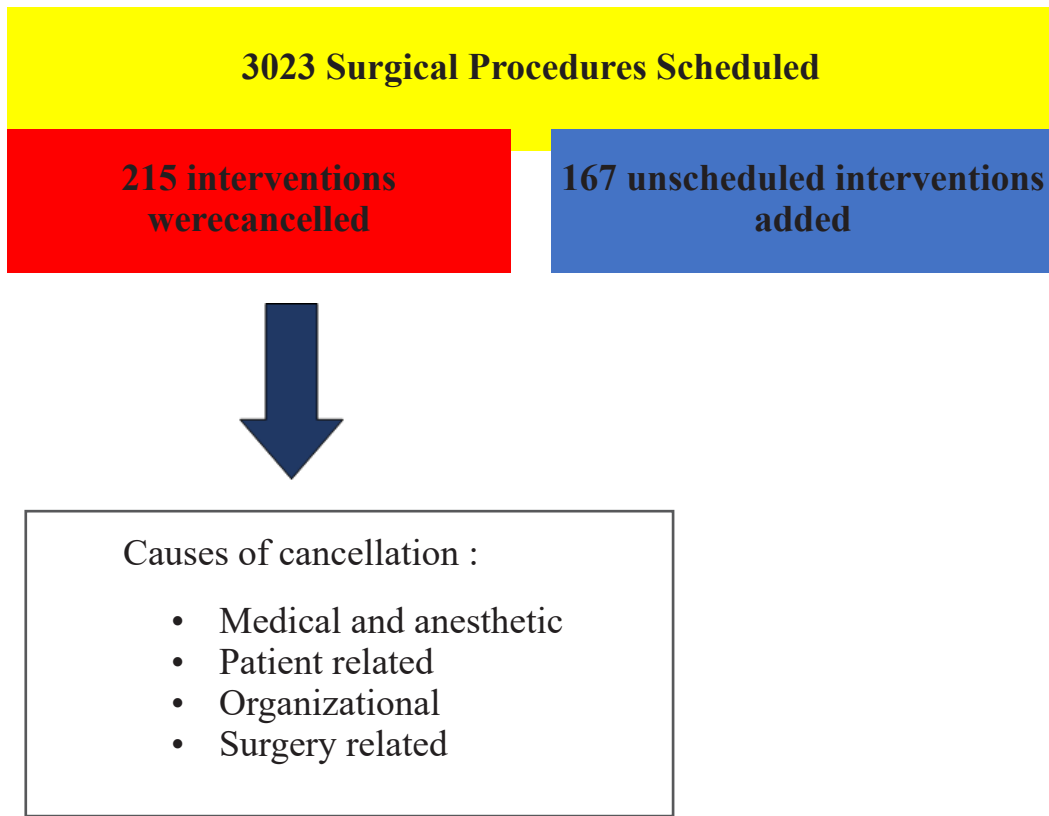 3023 Surgical Procedures Scheduled
215 interventions
werecancelled
167 unscheduled interventions
added
Causes of cancellation :
• Medical and anesthetic
• Patient related
• Organizational
• Surgery related